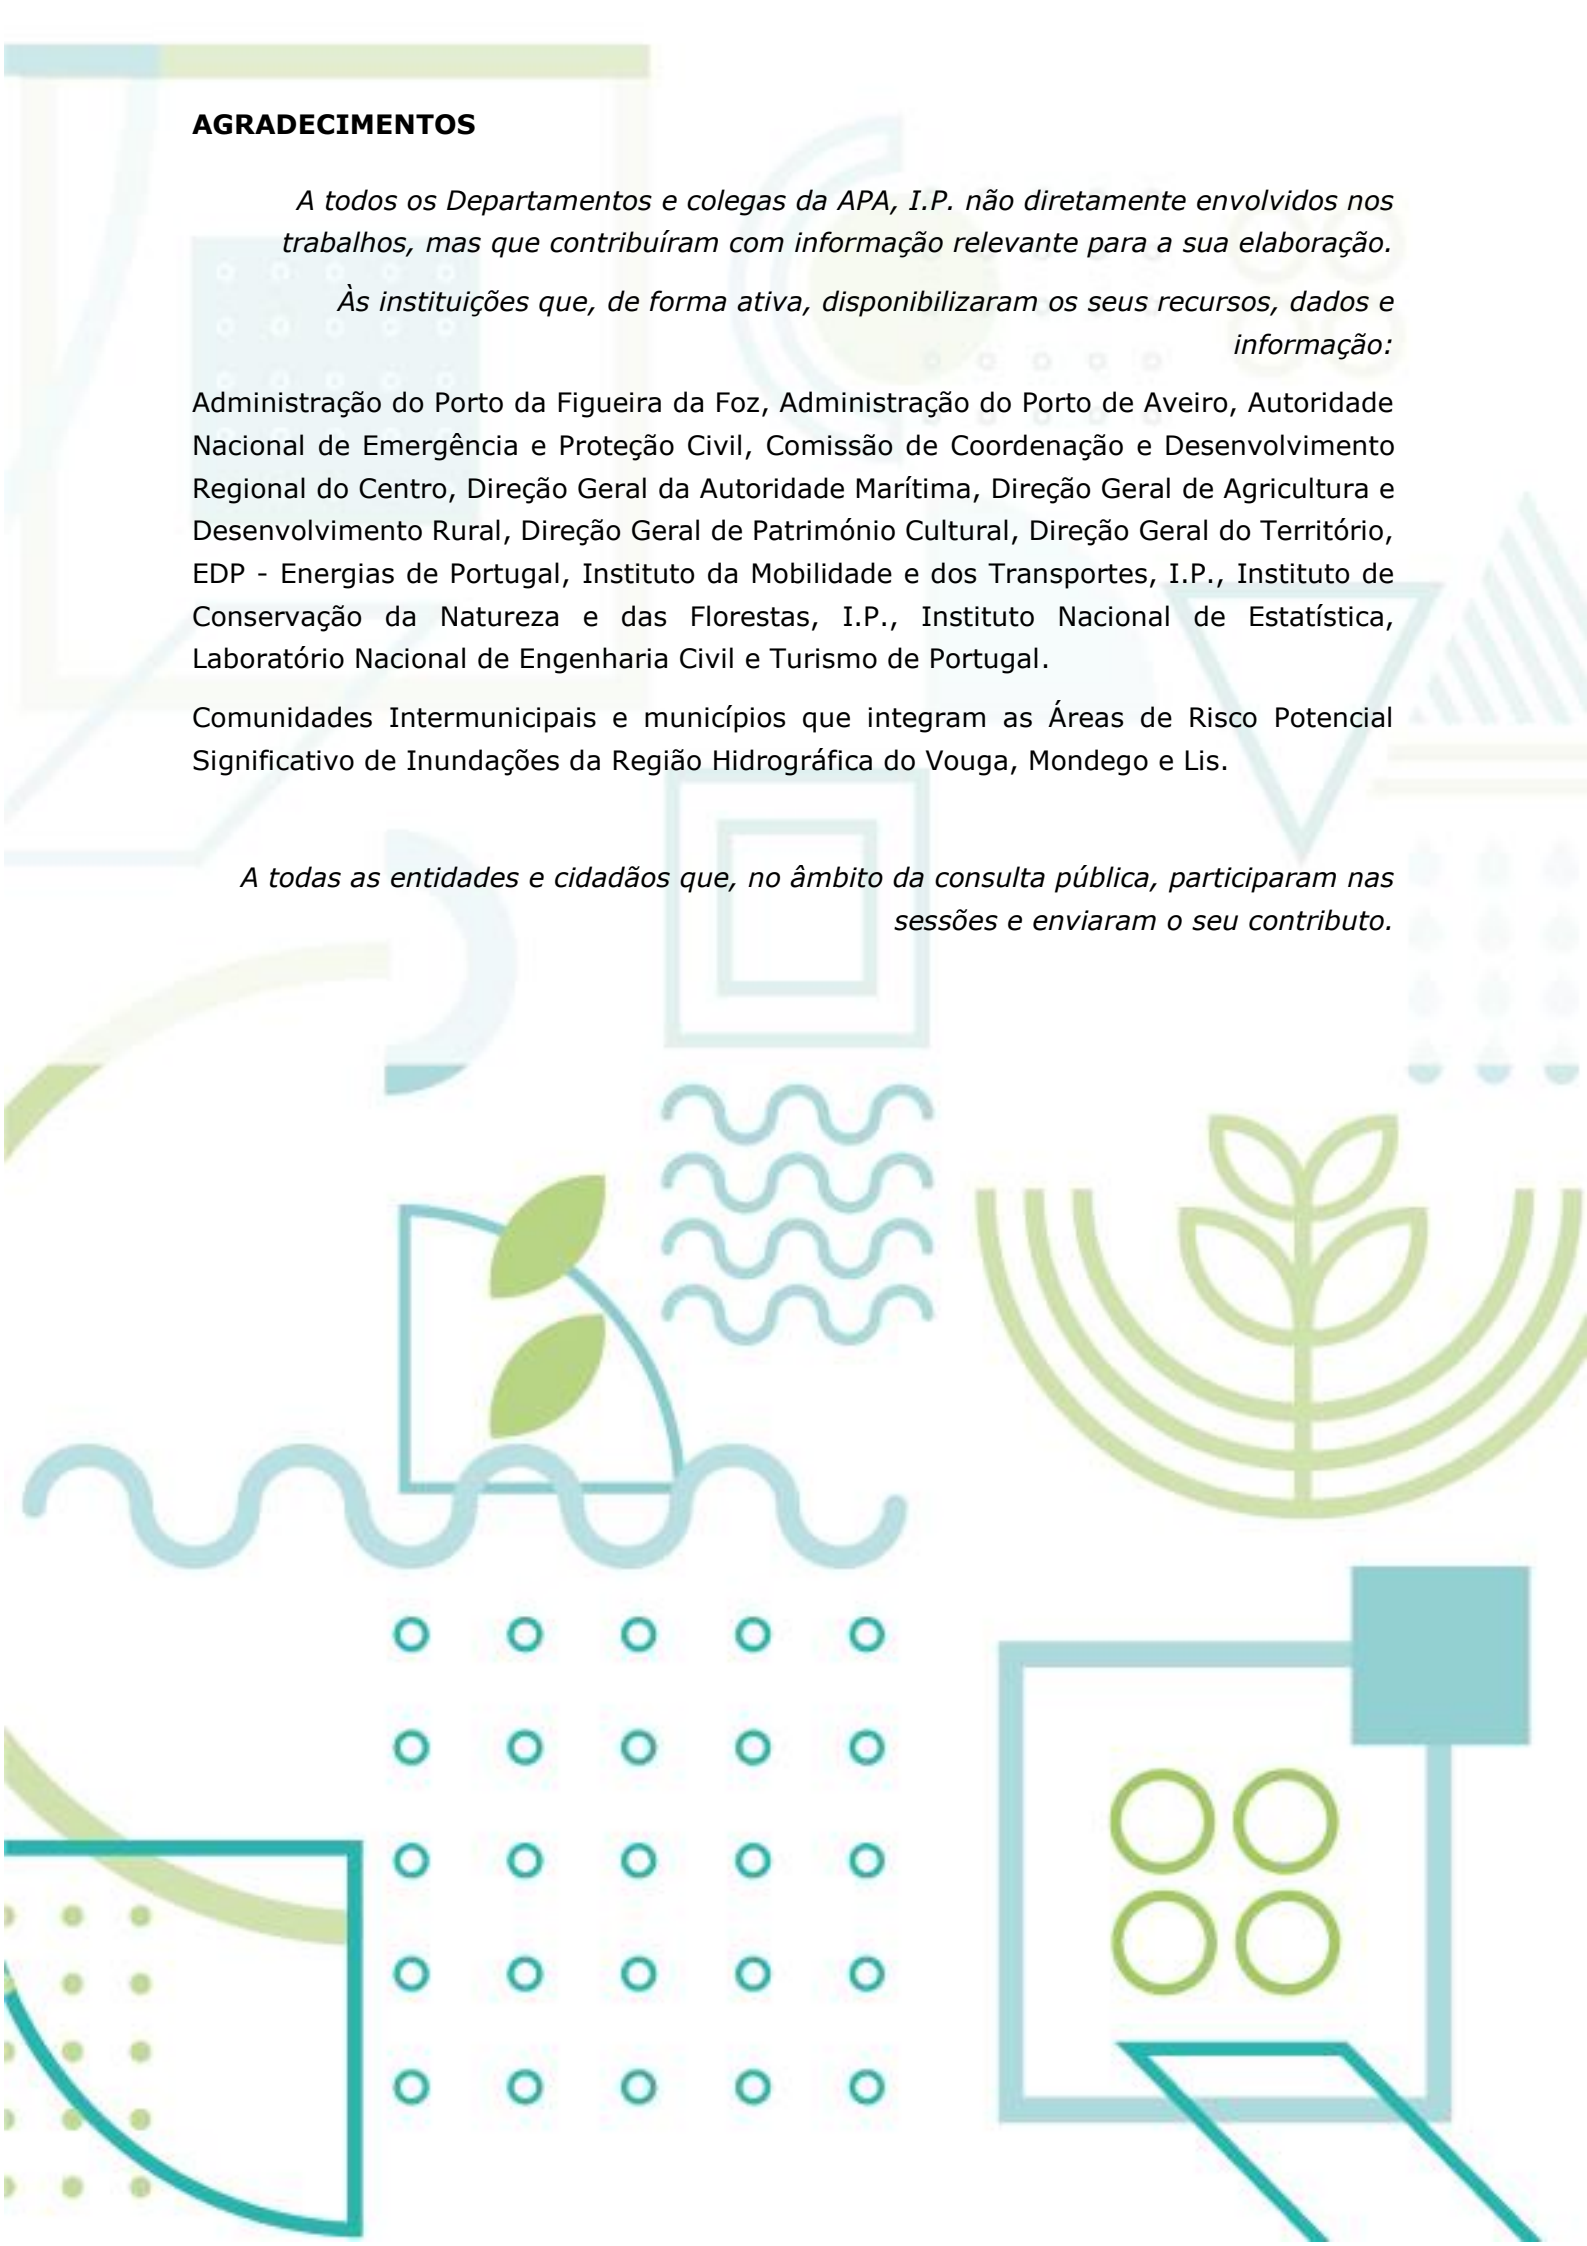 AGRADECIMENTOS
A todos os Departamentos e colegas da APA, I.P. não diretamente envolvidos nos
trabalhos, mas que contribuíram com informação relevante para a sua elaboração.
Às instituições que, de forma ativa, disponibilizaram os seus recursos, dados e
informação:
Administração do Porto da Figueira da Foz, Administração do Porto de Aveiro, Autoridade
Nacional de Emergência e Proteção Civil, Comissão de Coordenação e Desenvolvimento
Regional do Centro, Direção Geral da Autoridade Marítima, Direção Geral de Agricultura e
Desenvolvimento Rural, Direção Geral de Património Cultural, Direção Geral do Território,
EDP - Energias de Portugal, Instituto da Mobilidade e dos Transportes, I.P., Instituto de
Conservação da Natureza e das Florestas, I.P., Instituto Nacional de Estatística,
Laboratório Nacional de Engenharia Civil e Turismo de Portugal.
Comunidades Intermunicipais e municípios que integram as Áreas de Risco Potencial
Significativo de Inundações da Região Hidrográfica do Vouga, Mondego e Lis.
A todas as entidades e cidadãos que, no âmbito da consulta pública, participaram nas
sessões e enviaram o seu contributo.